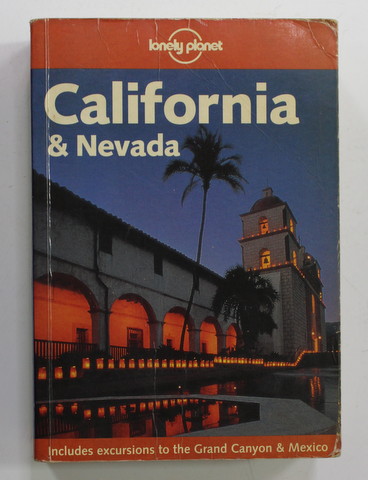 lonely planet
California
& Nevada
Includes excursions to the Grand Canyon & Mexico